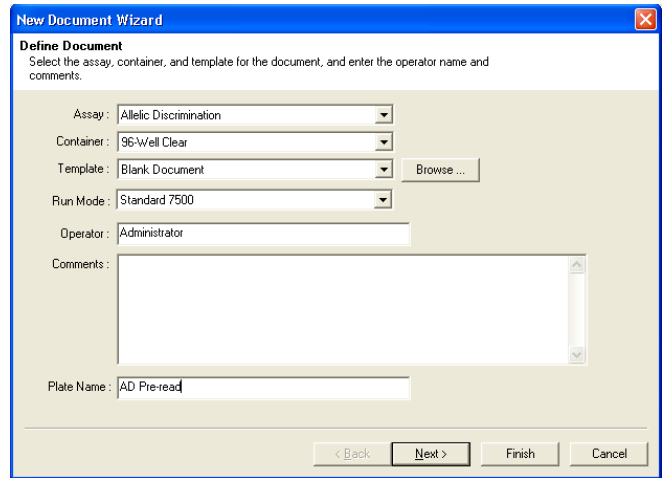 New Document Wizard
Define Document
Select the assay, container, and template for the document, and enter the operator name and
comments.
Assay : Allelic Discrimination
Container : 96-Well Clear
Template : Blank Document Browse ...
Run Mode : Standard 7500
Operator : Administrator
Comments :
Plate Name : AD Pre-read
< Back Next > Finish Cancel